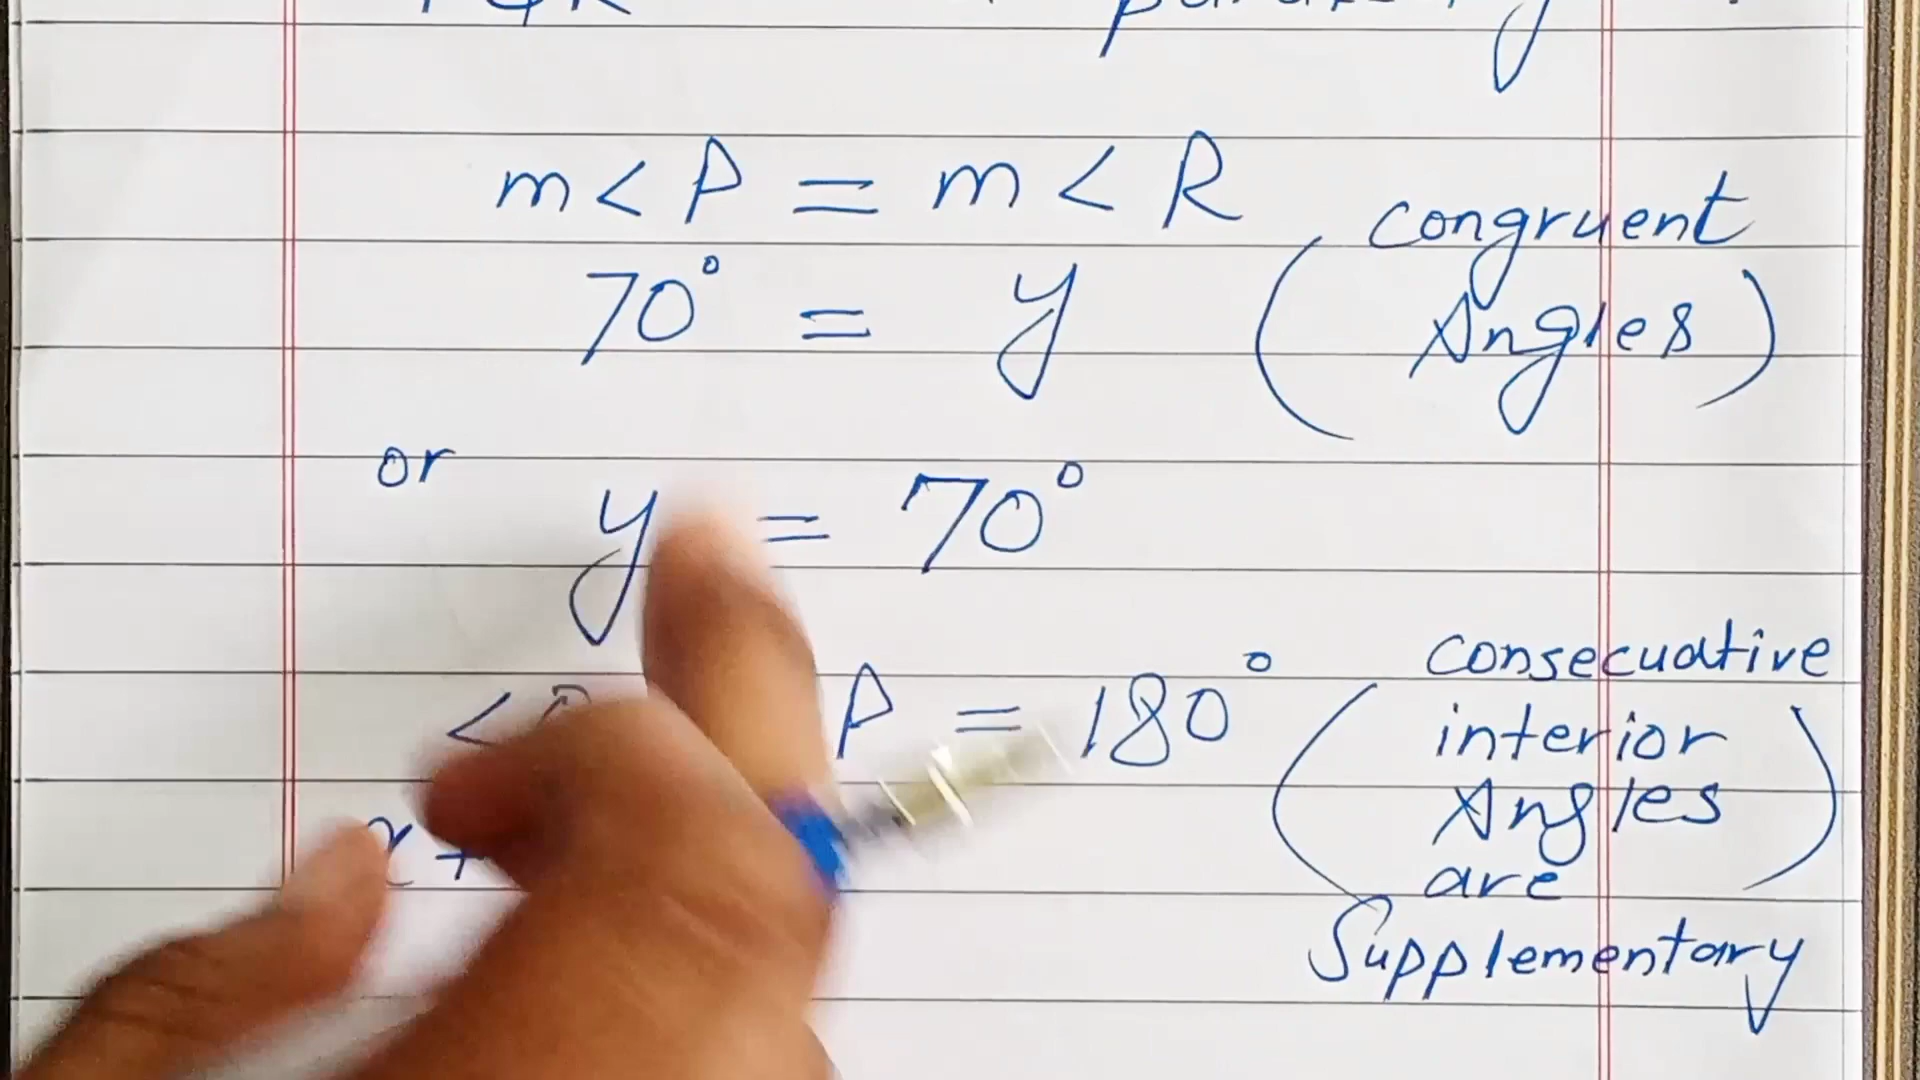 m < P = m < R
70° = y (congruent Angles)
or y = 70°
< P = 180° (consecuative interior Angles are Supplementary
x +